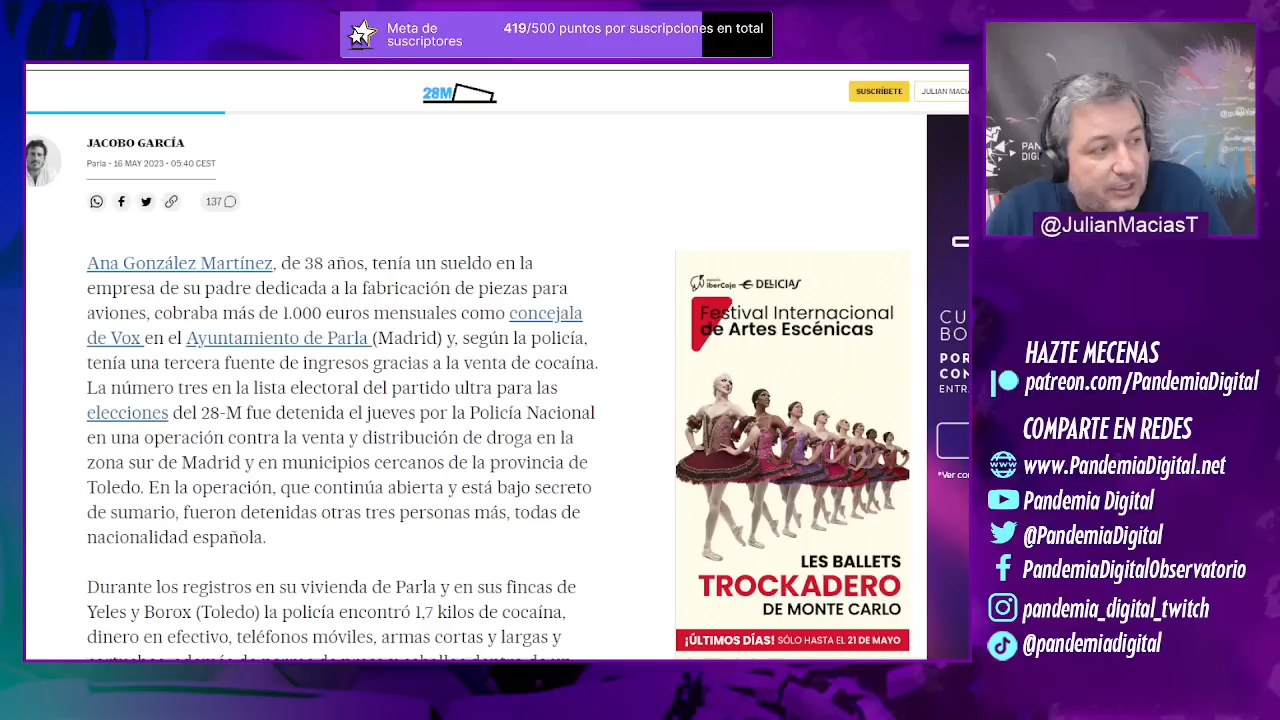 Meta de
suscriptores
419/500 puntos por suscripciones en total
28M
SUSCRÍBETE
JULIAN MACIA
JACOBO GARCÍA
Parla - 16 MAY 2023 - 05:40 CEST
137
Ana González Martínez, de 38 años, tenía un sueldo en la
empresa de su padre dedicada a la fabricación de piezas para
aviones, cobraba más de 1.000 euros mensuales como concejala
de Vox en el Ayuntamiento de Parla (Madrid) y, según la policía,
tenía una tercera fuente de ingresos gracias a la venta de cocaína.
La número tres en la lista electoral del partido ultra para las
elecciones del 28-M fue detenida el jueves por la Policía Nacional
en una operación contra la venta y distribución de droga en la
zona sur de Madrid y en municipios cercanos de la provincia de
Toledo. En la operación, que continúa abierta y está bajo secreto
de sumario, fueron detenidas otras tres personas más, todas de
nacionalidad española.
Durante los registros en su vivienda de Parla y en sus fincas de
Yeles y Borox (Toledo) la policía encontró 1,7 kilos de cocaína,
dinero en efectivo, teléfonos móviles, armas cortas y largas y
iberCaja DELICIAS
Festival Internacional
de Artes Escénicas
LES BALLETS
TROCKADERO
DE MONTE CARLO
¡ÚLTIMOS DÍAS! SÓLO HASTA EL 21 DE MAYO
CU
BO
POR
CON
ENTRA
*Ver co
PAN
DIG
@JulianMaciasT
HAZTE MECENAS
patreon.com/PandemiaDigital
COMPARTE EN REDES
www.PandemiaDigital.net
Pandemia Digital
@PandemiaDigital
PandemiaDigitalObservatorio
pandemia_digital_twitch
@pandemiadigital